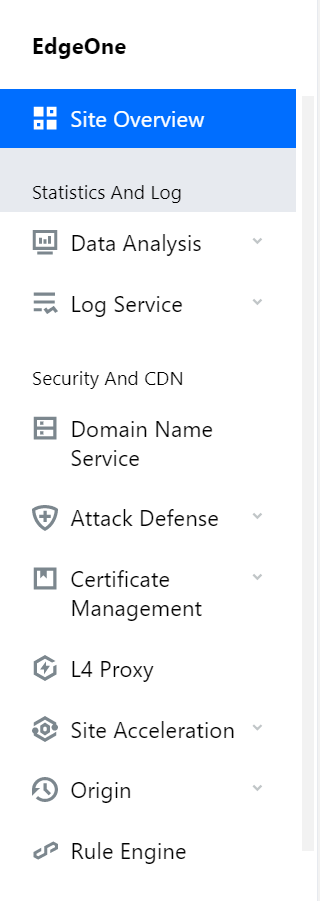 EdgeOne
Site Overview
Statistics And Log
Data Analysis
Log Service
Security And CDN
Domain Name
Service
Attack Defense
Certificate
Management
L4 Proxy
Site Acceleration
Origin
Rule Engine